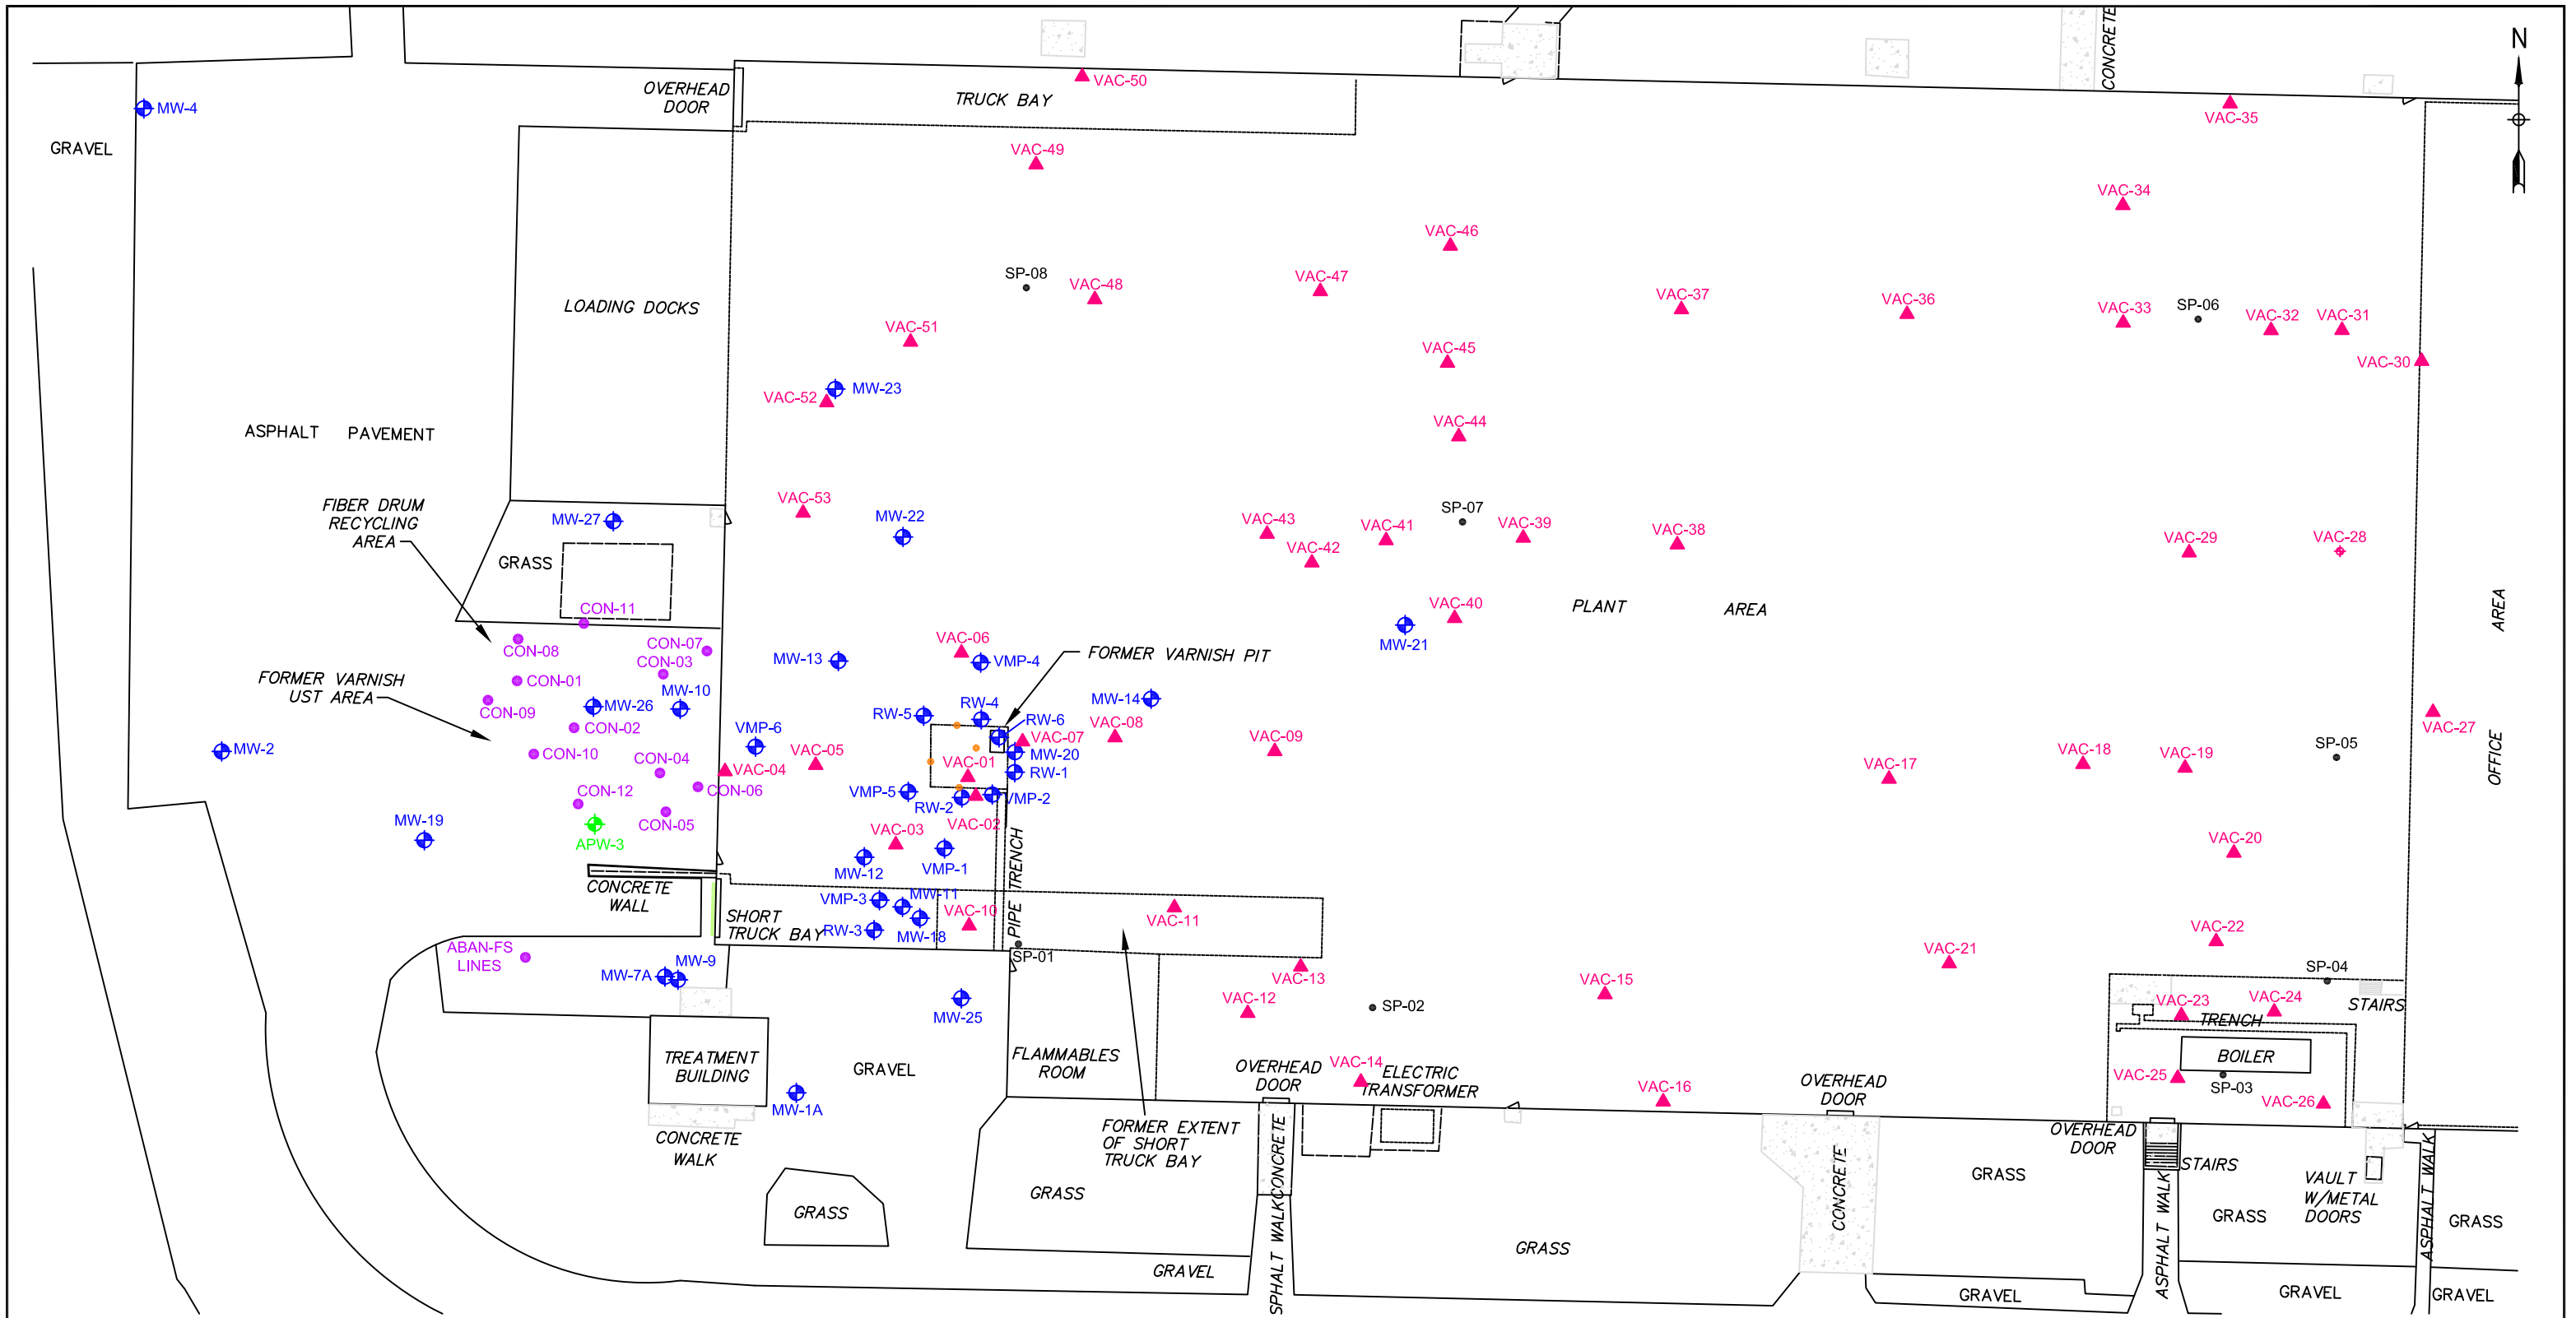 N
CONCRETE
OVERHEAD
DOOR
TRUCK BAY
VAC-50
VAC-35
MW-4
GRAVEL
VAC-49
VAC-34
VAC-46
SP-08
VAC-48
VAC-47
VAC-37
VAC-36
VAC-33
SP-06
VAC-32
VAC-31
LOADING DOCKS
VAC-51
VAC-45
VAC-30
VAC-52
MW-23
VAC-44
ASPHALT PAVEMENT
FIBER DRUM
RECYCLING
AREA
VAC-53
MW-27
MW-22
VAC-43
VAC-42
VAC-41
SP-07
VAC-39
VAC-38
VAC-29
VAC-28
GRASS
CON-11
CON-08
CON-07
CON-03
VAC-40
MW-21
PLANT AREA
OFFICE AREA
MW-13
VAC-06
VMP-4
FORMER VARNISH PIT
FORMER VARNISH
UST AREA
CON-01
CON-09
MW-26
MW-10
CON-02
CON-10
MW-14
RW-5
RW-4
RW-6
VAC-07
VAC-08
VAC-09
MW-20
RW-1
VAC-27
MW-2
VMP-6
VAC-05
VAC-04
VAC-01
VAC-17
VAC-18
VAC-19
SP-05
CON-04
CON-06
CON-12
CON-05
APW-3
MW-19
VMP-5
RW-2
VMP-2
VAC-02
VAC-03
VMP-1
MW-12
VAC-20
PIPE TRENCH
CONCRETE
WALL
SHORT
TRUCK BAY
VMP-3
MW-11
RW-3
MW-18
VAC-10
VAC-11
VAC-22
VAC-21
ABAN-FS
LINES
MW-7A
MW-9
SP-01
VAC-13
VAC-12
SP-02
VAC-15
SP-04
STAIRS
VAC-23
VAC-24
TRENCH
MW-25
TREATMENT
BUILDING
GRAVEL
FLAMMABLES
ROOM
OVERHEAD
DOOR
VAC-14
ELECTRIC
TRANSFORMER
VAC-16
OVERHEAD
DOOR
BOILER
VAC-25
SP-03
VAC-26
MW-1A
CONCRETE
WALK
FORMER EXTENT
OF SHORT
TRUCK BAY
OVERHEAD
DOOR
STAIRS
CONCRETE
SPHALT WALK
CONCRETE
ASPHALT WALK
ASPHALT WALK
GRASS
VAULT
W/METAL
DOORS
GRASS
GRASS
GRASS
GRASS
GRASS
GRAVEL
GRAVEL
GRAVEL
GRAVEL